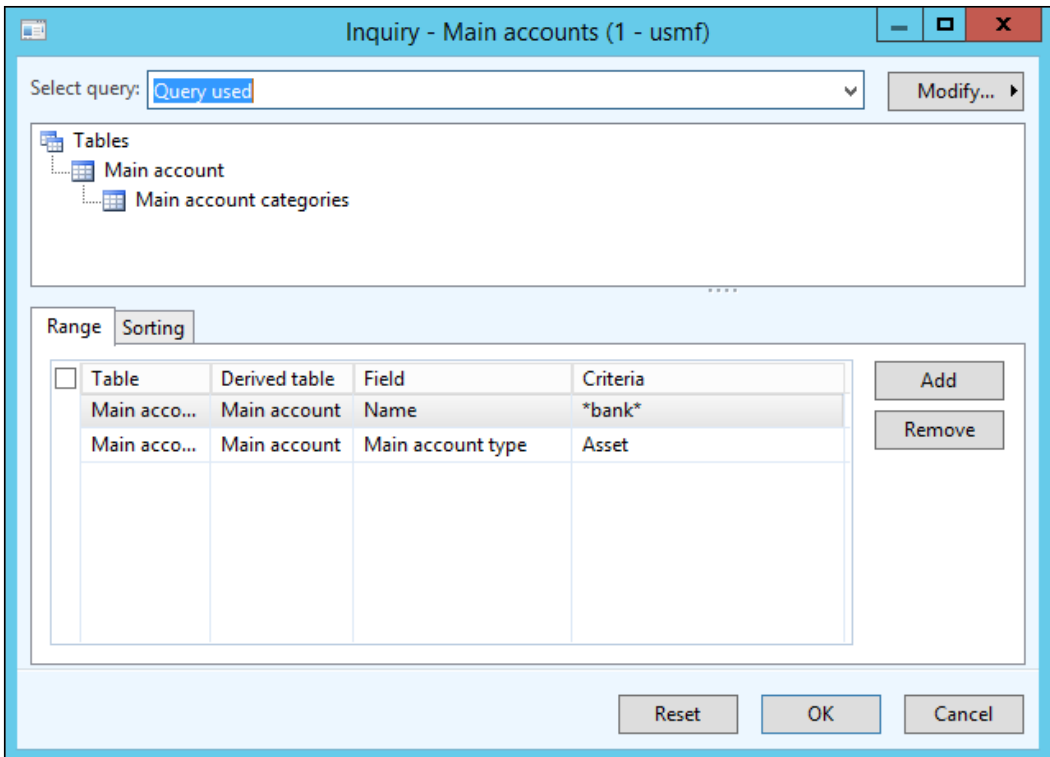 Inquiry - Main accounts (1 - usmf)
Select query: Query used Modify...
Tables
Main account
Main account categories
Range Sorting
Table Derived table Field Criteria
Main acco... Main account Name *bank*
Main acco... Main account Main account type Asset
Add
Remove
Reset OK Cancel